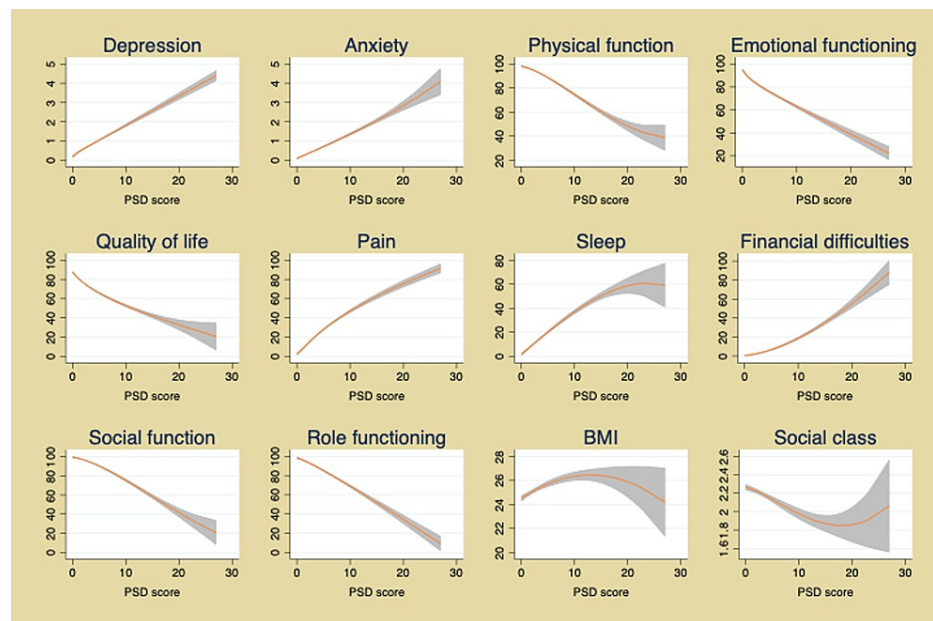 Depression
0 1 2 3 4 5
0 10 20 30
PSD score
Anxiety
0 1 2 3 4 5
0 10 20 30
PSD score
Physical function
20 40 60 80 100
0 10 20 30
PSD score
Emotional functioning
20 40 60 80 100
0 10 20 30
PSD score
Quality of life
0 20 40 60 80 100
0 10 20 30
PSD score
Pain
0 20 40 60 80 100
0 10 20 30
PSD score
Sleep
0 20 40 60 80
0 10 20 30
PSD score
Financial difficulties
0 20 40 60 80 100
0 10 20 30
PSD score
Social function
0 20 40 60 80 100
0 10 20 30
PSD score
Role functioning
0 20 40 60 80 100
0 10 20 30
PSD score
BMI
20 22 24 26 28
0 10 20 30
PSD score
Social class
1.6 1.8 2 2.2 2.4 2.6
0 10 20 30
PSD score